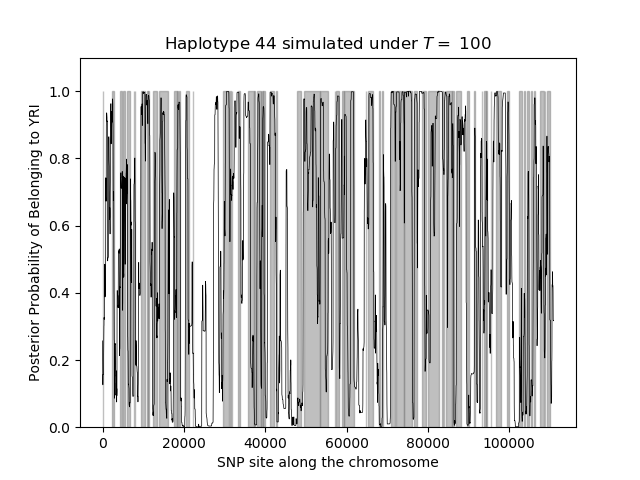 Haplotype 44 simulated under T = 100
1.0
0.8
0.6
0.4
0.2
0.0
Posterior Probability of Belonging to YRI
0 20000 40000 60000 80000 100000
SNP site along the chromosome